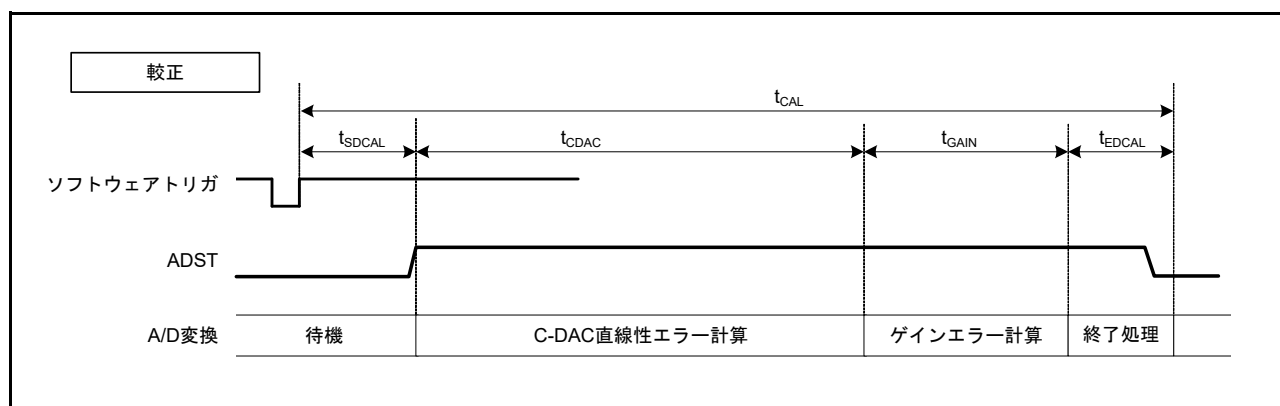 較正
tCAL
tSDCAL
tCDAC
tGAIN
tEDCAL
ソフトウェアトリガ
ADST
A/D変換
待機
C-DAC直線性エラー計算
ゲインエラー計算
終了処理